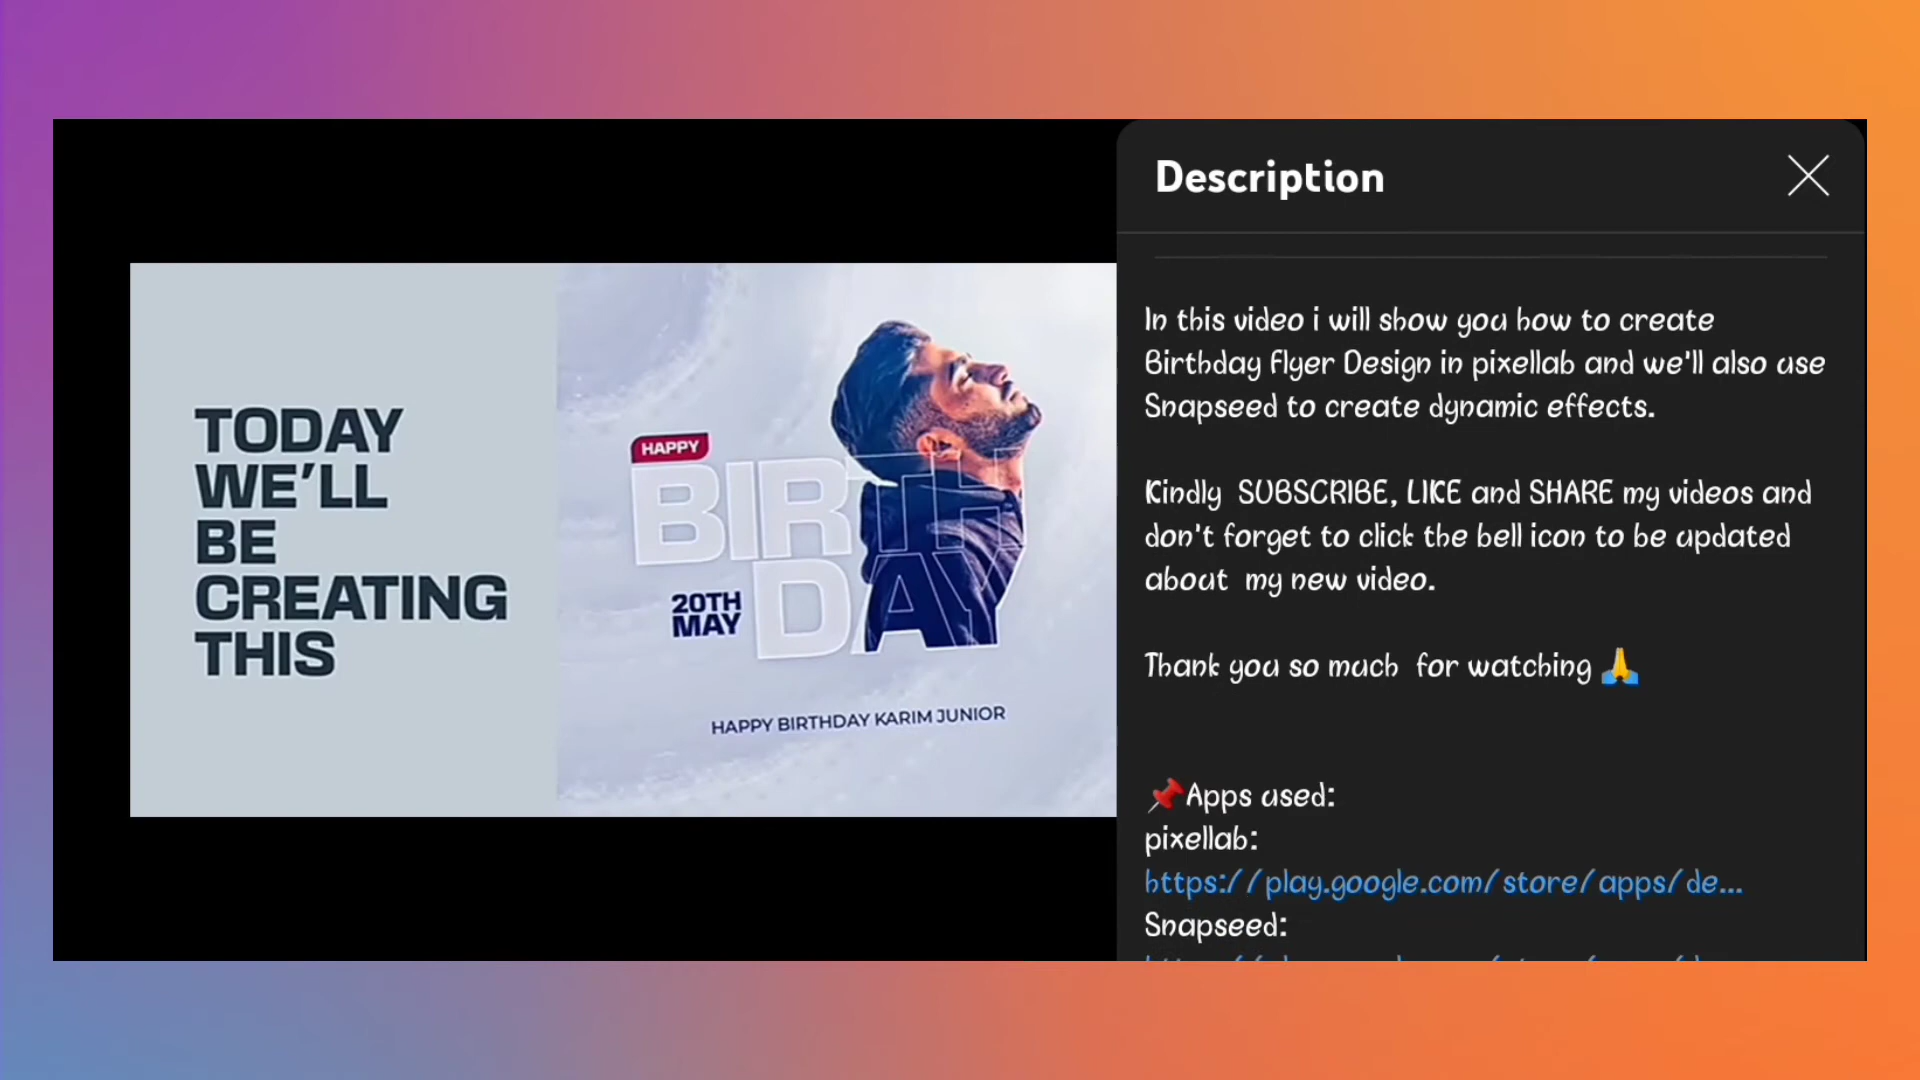 TODAY
WE'LL
BE
CREATING
THIS
HAPPY
BIRTH
DAY
20TH
MAY
HAPPY BIRTHDAY KARIM JUNIOR
Description
In this video i will show you how to create
Birthday Flyer Design in pixellab and we'll also use
Snapseed to create dynamic effects.
Kindly SUBSCRIBE, LIKE and SHARE my videos and
don't forget to click the bell icon to be updated
about my new video.
Thank you so much for watching 🙏
📌Apps used:
pixellab:
https://play.google.com/store/apps/de...
Snapseed: